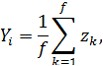 $Y_i = \frac{1}{f} \sum_{k=1}^{f} z_k,$